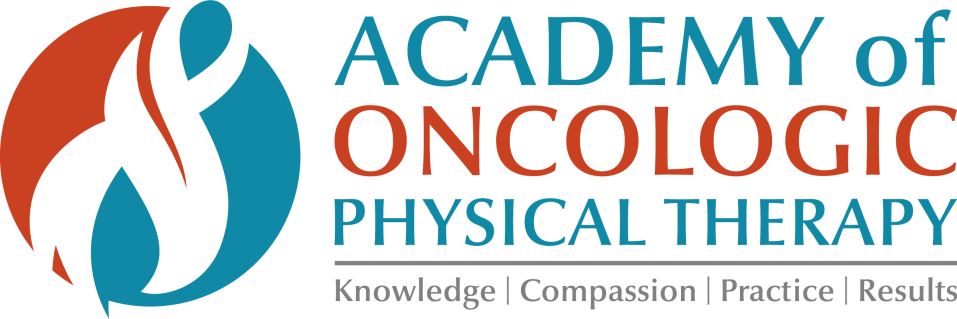 ACADEMY of
ONCOLOGIC
PHYSICAL THERAPY
Knowledge | Compassion | Practice | Results